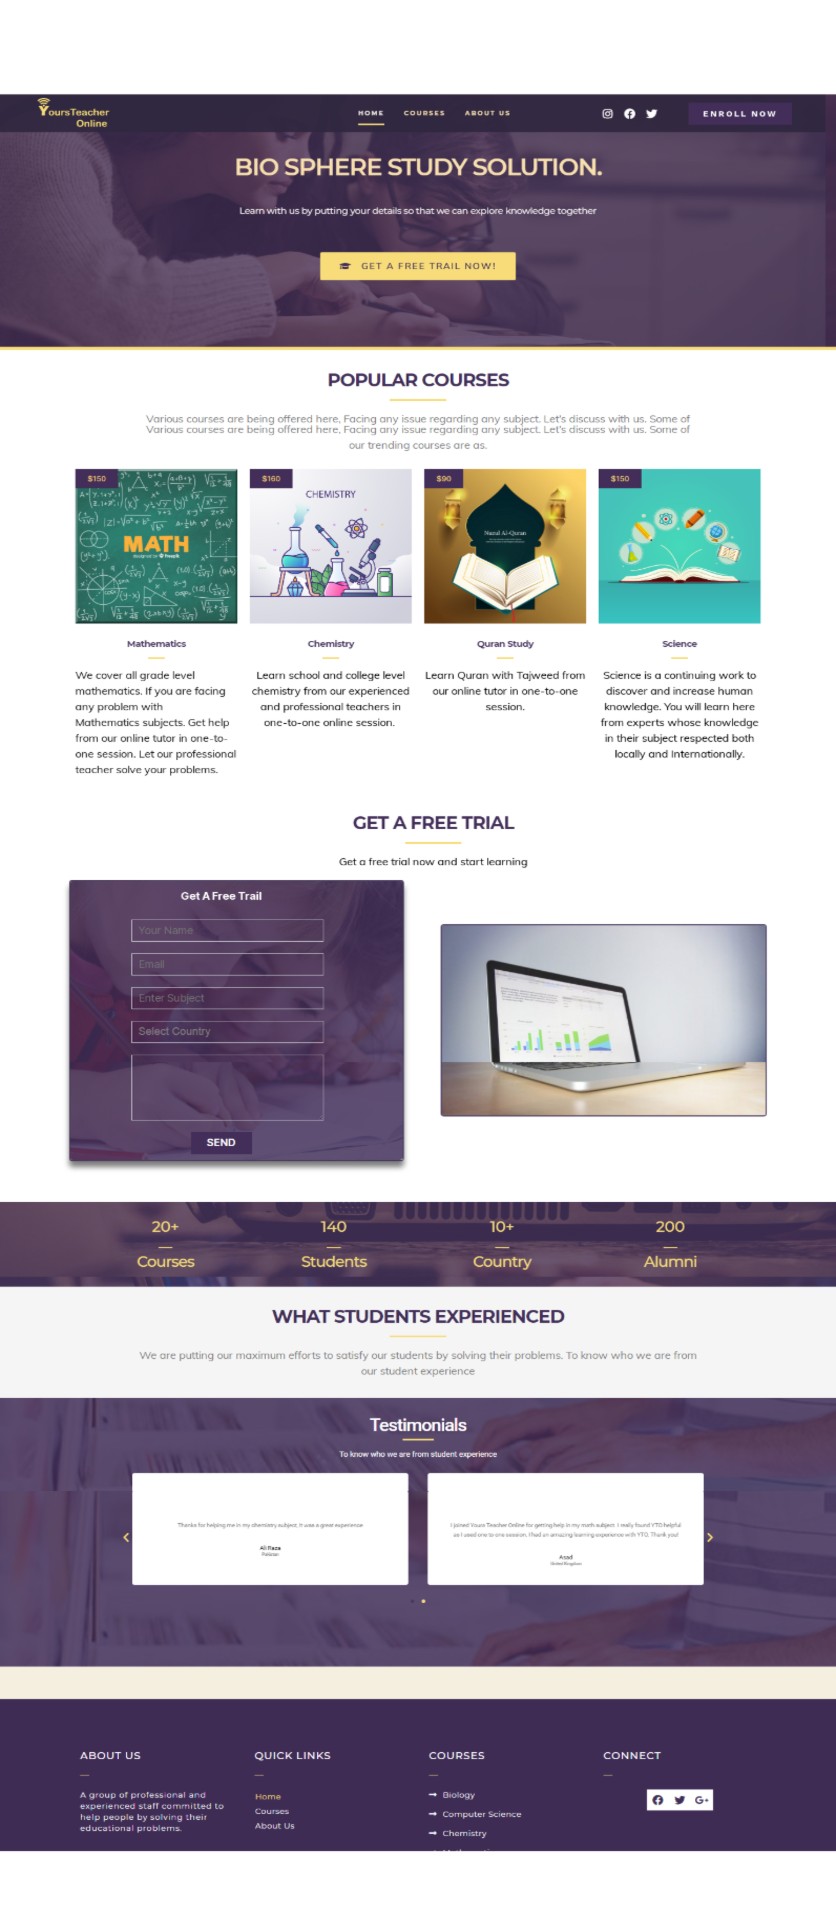 YoursTeacher
Online
HOME
COURSES
ABOUT US
ENROLL NOW
BIO SPHERE STUDY SOLUTION.
Learn with us by putting your details so that we can explore knowledge together
GET A FREE TRAIL NOW!
POPULAR COURSES
Various courses are being offered here, Facing any issue regarding any subject. Let's discuss with us. Some of
Various courses are being offered here, Facing any issue regarding any subject. Let's discuss with us. Some of
our trending courses are as.
$150
MATH
$160
CHEMISTRY
$90
Nuzul Al-Quran
$150
Mathematics
We cover all grade level
mathematics. If you are facing
any problem with
Mathematics subjects. Get help
from our online tutor in one-to-
one session. Let our professional
teacher solve your problems.
Chemistry
Learn school and college level
chemistry from our experienced
and professional teachers in
one-to-one online session.
Quran Study
Learn Quran with Tajweed from
our online tutor in one-to-one
session.
Science
Science is a continuing work to
discover and increase human
knowledge. You will learn here
from experts whose knowledge
in their subject respected both
locally and Internationally.
GET A FREE TRIAL
Get a free trial now and start learning
Get A Free Trail
Your Name
Email
Enter Subject
Select Country
SEND
20+
Courses
140
Students
10+
Country
200
Alumni
WHAT STUDENTS EXPERIENCED
We are putting our maximum efforts to satisfy our students by solving their problems. To know who we are from
our student experience
Testimonials
To know who we are from student experience
Thanks for helping me in my chemistry subject, It was a great experience
Ali Raza
Pakistan
I joined Yours Teacher Online for getting help in my math subject. I really found YTO helpful
as I used one to one session. I had an amazing learning experience with YTO. Thank you!
Asad
United Kingdom
ABOUT US
A group of professional and
experienced staff committed to
help people by solving their
educational problems.
QUICK LINKS
Home
Courses
About Us
COURSES
Biology
Computer Science
Chemistry
CONNECT